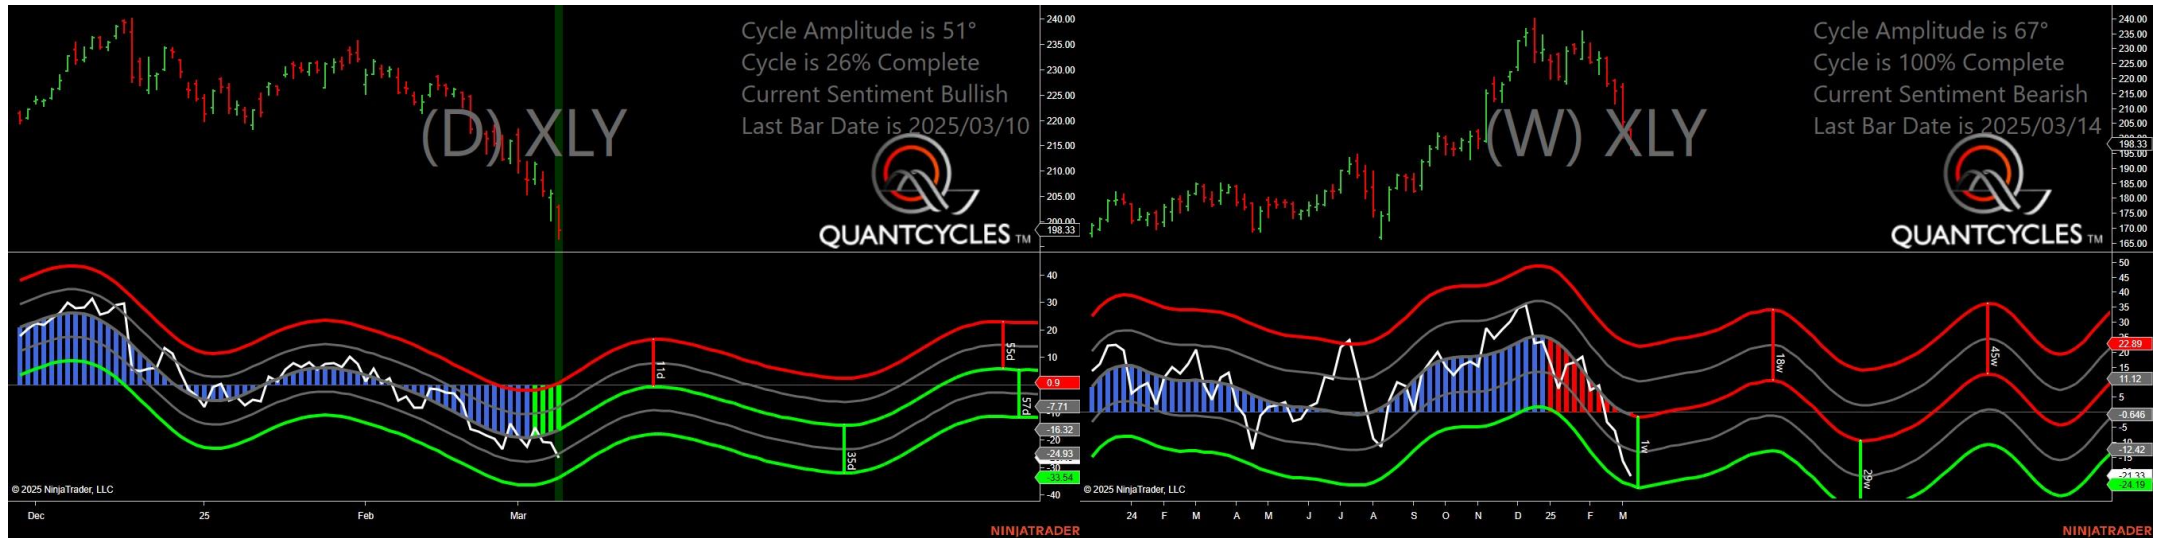 Cycle Amplitude is 51°
Cycle is 26% Complete
Current Sentiment Bullish
Last Bar Date is 2025/03/10
(D) XLY
QUANTCYCLES TM
240.00
235.00
230.00
225.00
220.00
215.00
210.00
205.00
200.00
198.33
40
30
20
10
0.9
-7.71
-10
-16.32
-20
-24.93
-30
-33.54
-40
11d
35d
55d
57d
© 2025 NinjaTrader, LLC
Dec 25 Feb Mar
NINJATRADER
Cycle Amplitude is 67°
Cycle is 100% Complete
Current Sentiment Bearish
Last Bar Date is 2025/03/14
(W) XLY
QUANTCYCLES TM
240.00
235.00
230.00
225.00
220.00
215.00
210.00
205.00
200.00
198.33
195.00
190.00
185.00
180.00
175.00
170.00
165.00
50
45
40
35
30
25
22.89
20
15
11.12
5
-0.646
-5
-10
-12.42
-15
-21.33
-24.19
1w
18w
29w
45w
© 2025 NinjaTrader, LLC
24 F M A M J J A S O N D 25 F M
NINJATRADER